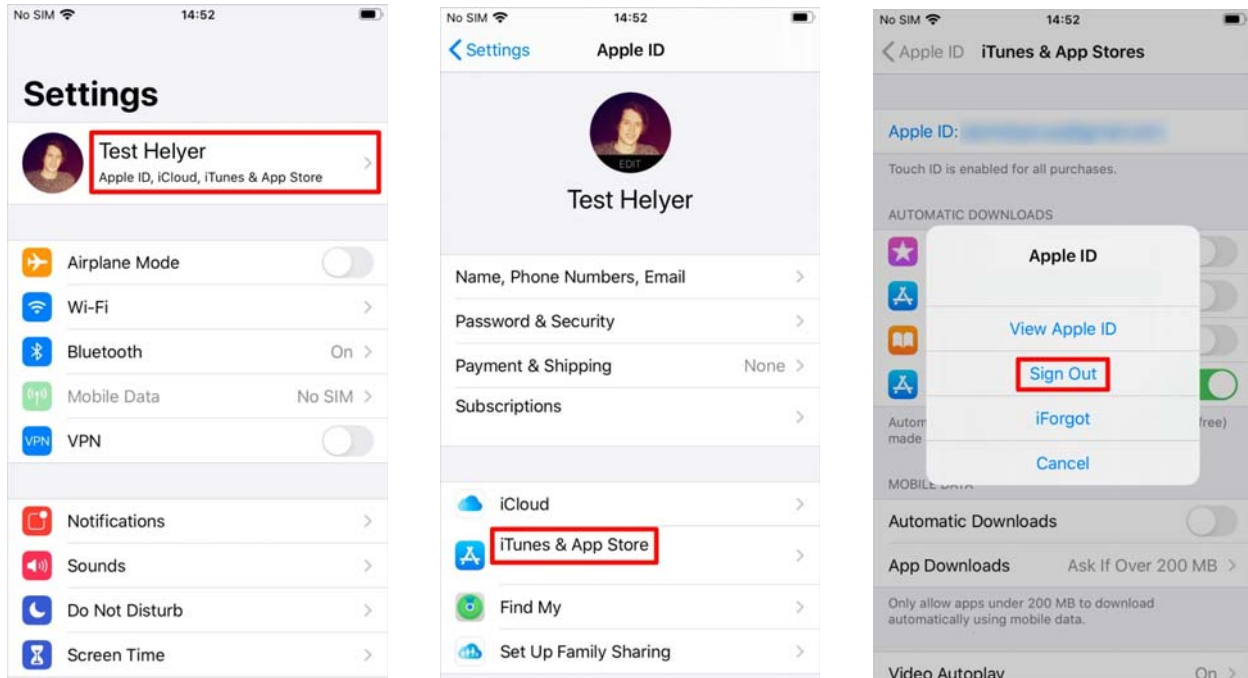 No SIM 14:52
Settings
Test Helyer
Apple ID, iCloud, iTunes & App Store
Airplane Mode
Wi-Fi
Bluetooth On
Mobile Data No SIM
VPN VPN
Notifications
Sounds
Do Not Disturb
Screen Time
No SIM 14:52
Settings Apple ID
EDIT
Test Helyer
Name, Phone Numbers, Email
Password & Security
Payment & Shipping None
Subscriptions
iCloud
iTunes & App Store
Find My
Set Up Family Sharing
No SIM 14:52
Apple ID iTunes & App Stores
Apple ID:
Touch ID is enabled for all purchases.
AUTOMATIC DOWNLOADS
Apple ID
View Apple ID
Sign Out
iForgot
Cancel
free)
made
Automatic Downloads
App Downloads Ask If Over 200 MB
Only allow apps under 200 MB to download
automatically using mobile data.
Video Autoplay On